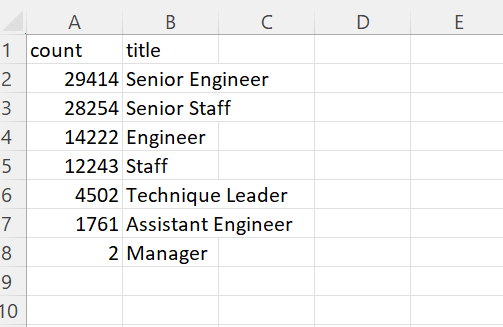 A B C D E
1 count title
2 29414 Senior Engineer
3 28254 Senior Staff
4 14222 Engineer
5 12243 Staff
6 4502 Technique Leader
7 1761 Assistant Engineer
8 2 Manager
9
10